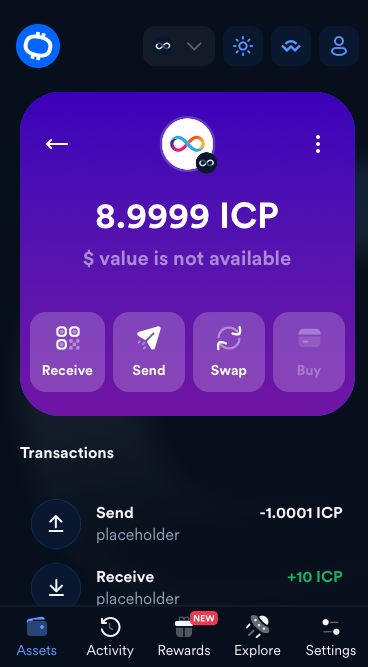 8.9999 ICP
$ value is not available
Receive
Send
Swap
Buy
Transactions
Send
-1.0001 ICP
placeholder
Receive
+10 ICP
placeholder
NEW
Assets
Activity
Rewards
Explore
Settings